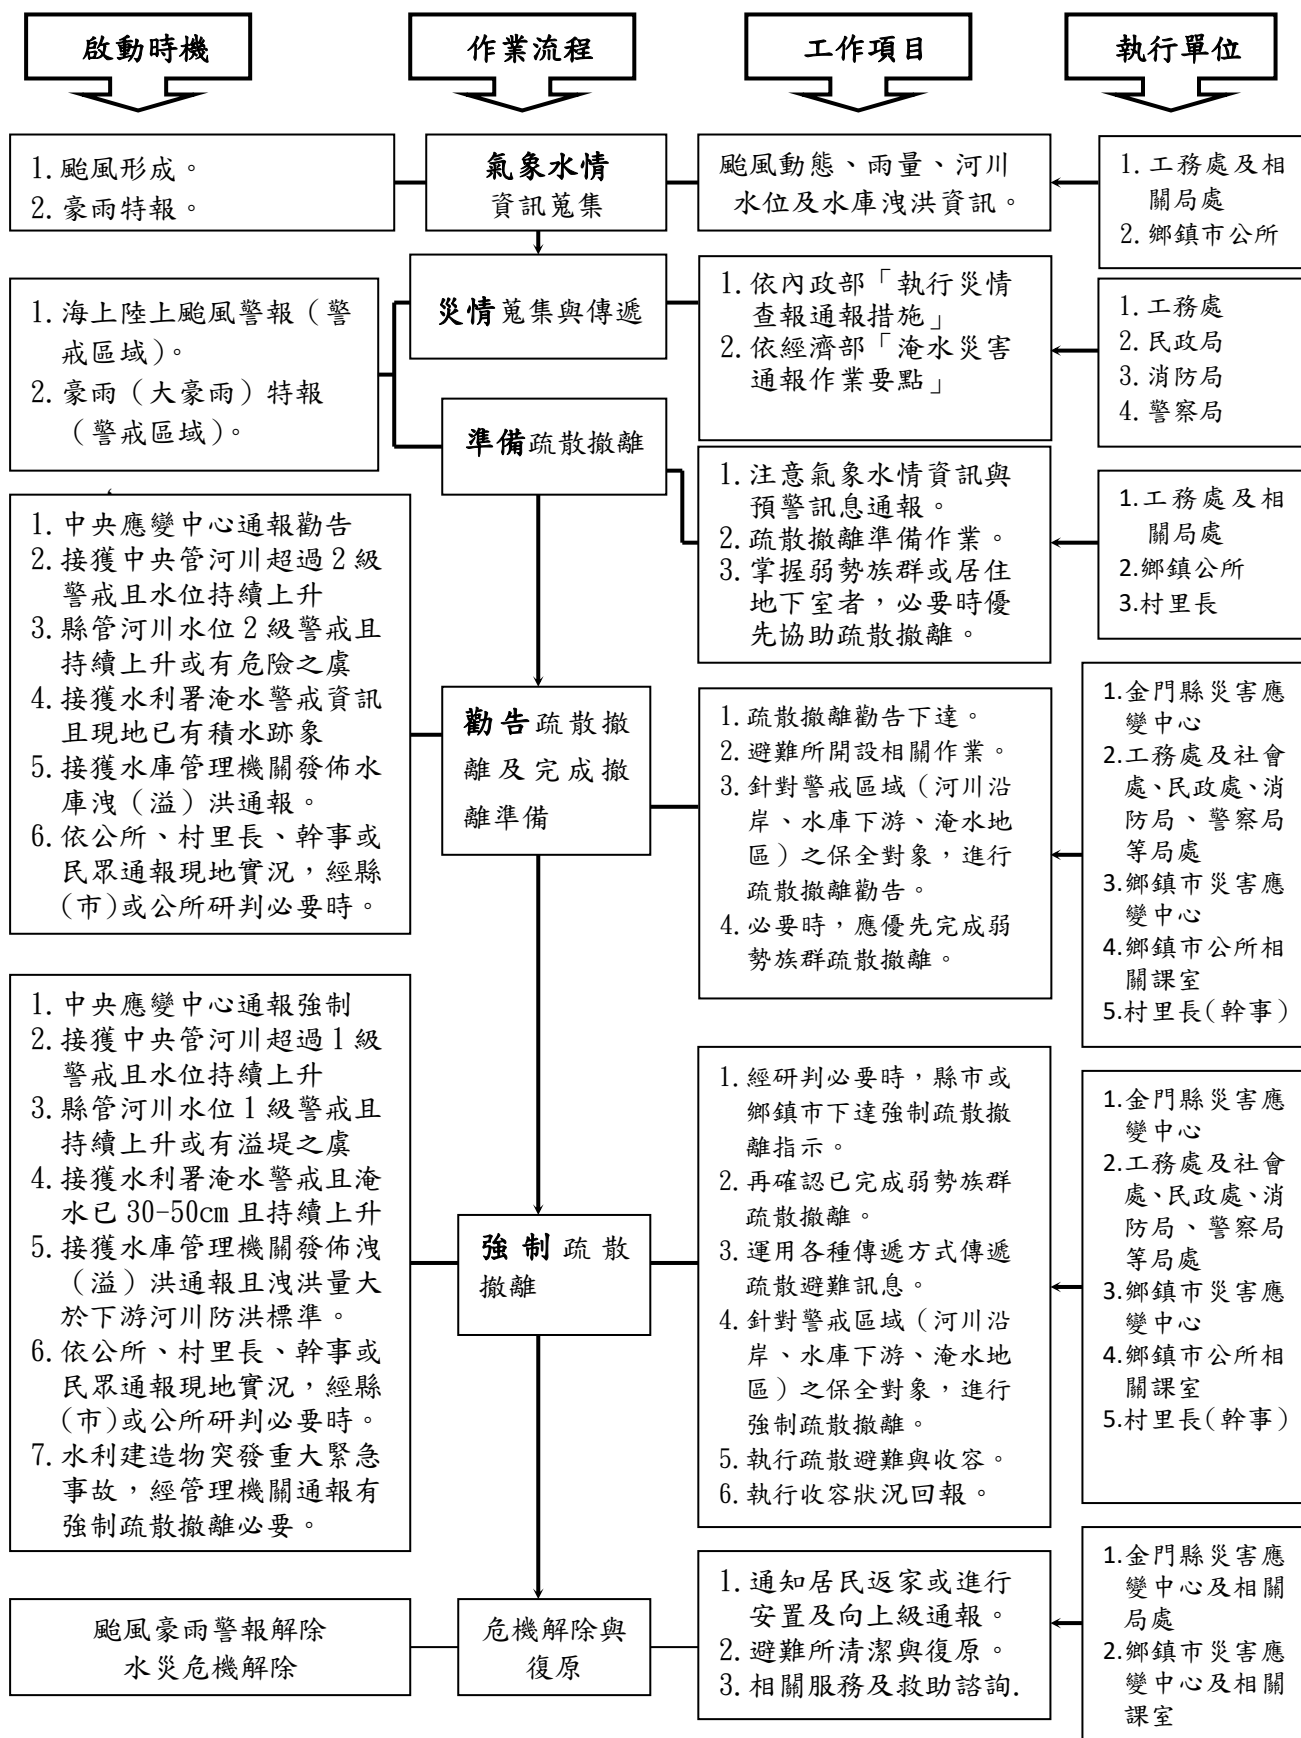 啟動時機
作業流程
工作項目
執行單位
1. 颱風形成。
2. 豪雨特報。
氣象水情
資訊蒐集
颱風動態、雨量、河川
水位及水庫洩洪資訊。
1. 工務處及相
關局處
2. 鄉鎮市公所
1. 海上陸上颱風警報（警
戒區域）。
2. 豪雨（大豪雨）特報
（警戒區域）。
災情蒐集與傳遞
1. 依內政部「執行災情
查報通報措施」
2. 依經濟部「淹水災害
通報作業要點」
1. 工務處
2. 民政局
3. 消防局
4. 警察局
準備疏散撤離
1. 注意氣象水情資訊與
預警訊息通報。
2. 疏散撤離準備作業。
3. 掌握弱勢族群或居住
地下室者，必要時優
先協助疏散撤離。
1. 工務處及相
關局處
2.鄉鎮公所
3.村里長
1. 中央應變中心通報勸告
2. 接獲中央管河川超過 2 級
警戒且水位持續上升
3. 縣管河川水位 2 級警戒且
持續上升或有危險之虞
4. 接獲水利署淹水警戒資訊
且現地已有積水跡象
5. 接獲水庫管理機關發佈水
庫洩（溢）洪通報。
6. 依公所、村里長、幹事或
民眾通報現地實況，經縣
(市)或公所研判必要時。
勸告疏散撤
離及完成撤
離準備
1. 疏散撤離勸告下達。
2. 避難所開設相關作業。
3. 針對警戒區域（河川沿
岸、水庫下游、淹水地
區）之保全對象，進行
疏散撤離勸告。
4. 必要時，應優先完成弱
勢族群疏散撤離。
1.金門縣災害應
變中心
2.工務處及社會
處、民政處、消
防局、警察局
等局處
3.鄉鎮市災害應
變中心
4.鄉鎮市公所相
關課室
5.村里長(幹事)
1. 中央應變中心通報強制
2. 接獲中央管河川超過 1 級
警戒且水位持續上升
3. 縣管河川水位 1 級警戒且
持續上升或有溢堤之虞
4. 接獲水利署淹水警戒且淹
水已 30-50cm 且持續上升
5. 接獲水庫管理機關發佈洩
（溢）洪通報且洩洪量大
於下游河川防洪標準。
6. 依公所、村里長、幹事或
民眾通報現地實況，經縣
(市)或公所研判必要時。
7. 水利建造物突發重大緊急
事故，經管理機關通報有
強制疏散撤離必要。
強制疏散
撤離
1. 經研判必要時，縣市或
鄉鎮市下達強制疏散撤
離指示。
2. 再確認已完成弱勢族群
疏散撤離。
3. 運用各種傳遞方式傳遞
疏散避難訊息。
4. 針對警戒區域（河川沿
岸、水庫下游、淹水地
區）之保全對象，進行
強制疏散撤離。
5. 執行疏散避難與收容。
6. 執行收容狀況回報。
1.金門縣災害應
變中心
2.工務處及社會
處、民政處、消
防局、警察局
等局處
3.鄉鎮市災害應
變中心
4.鄉鎮市公所相
關課室
5.村里長(幹事)
颱風豪雨警報解除
水災危機解除
危機解除與
復原
1. 通知居民返家或進行
安置及向上級通報。
2. 避難所清潔與復原。
3. 相關服務及救助諮詢.
1.金門縣災害應
變中心及相關
局處
2.鄉鎮市災害應
變中心及相關
課室